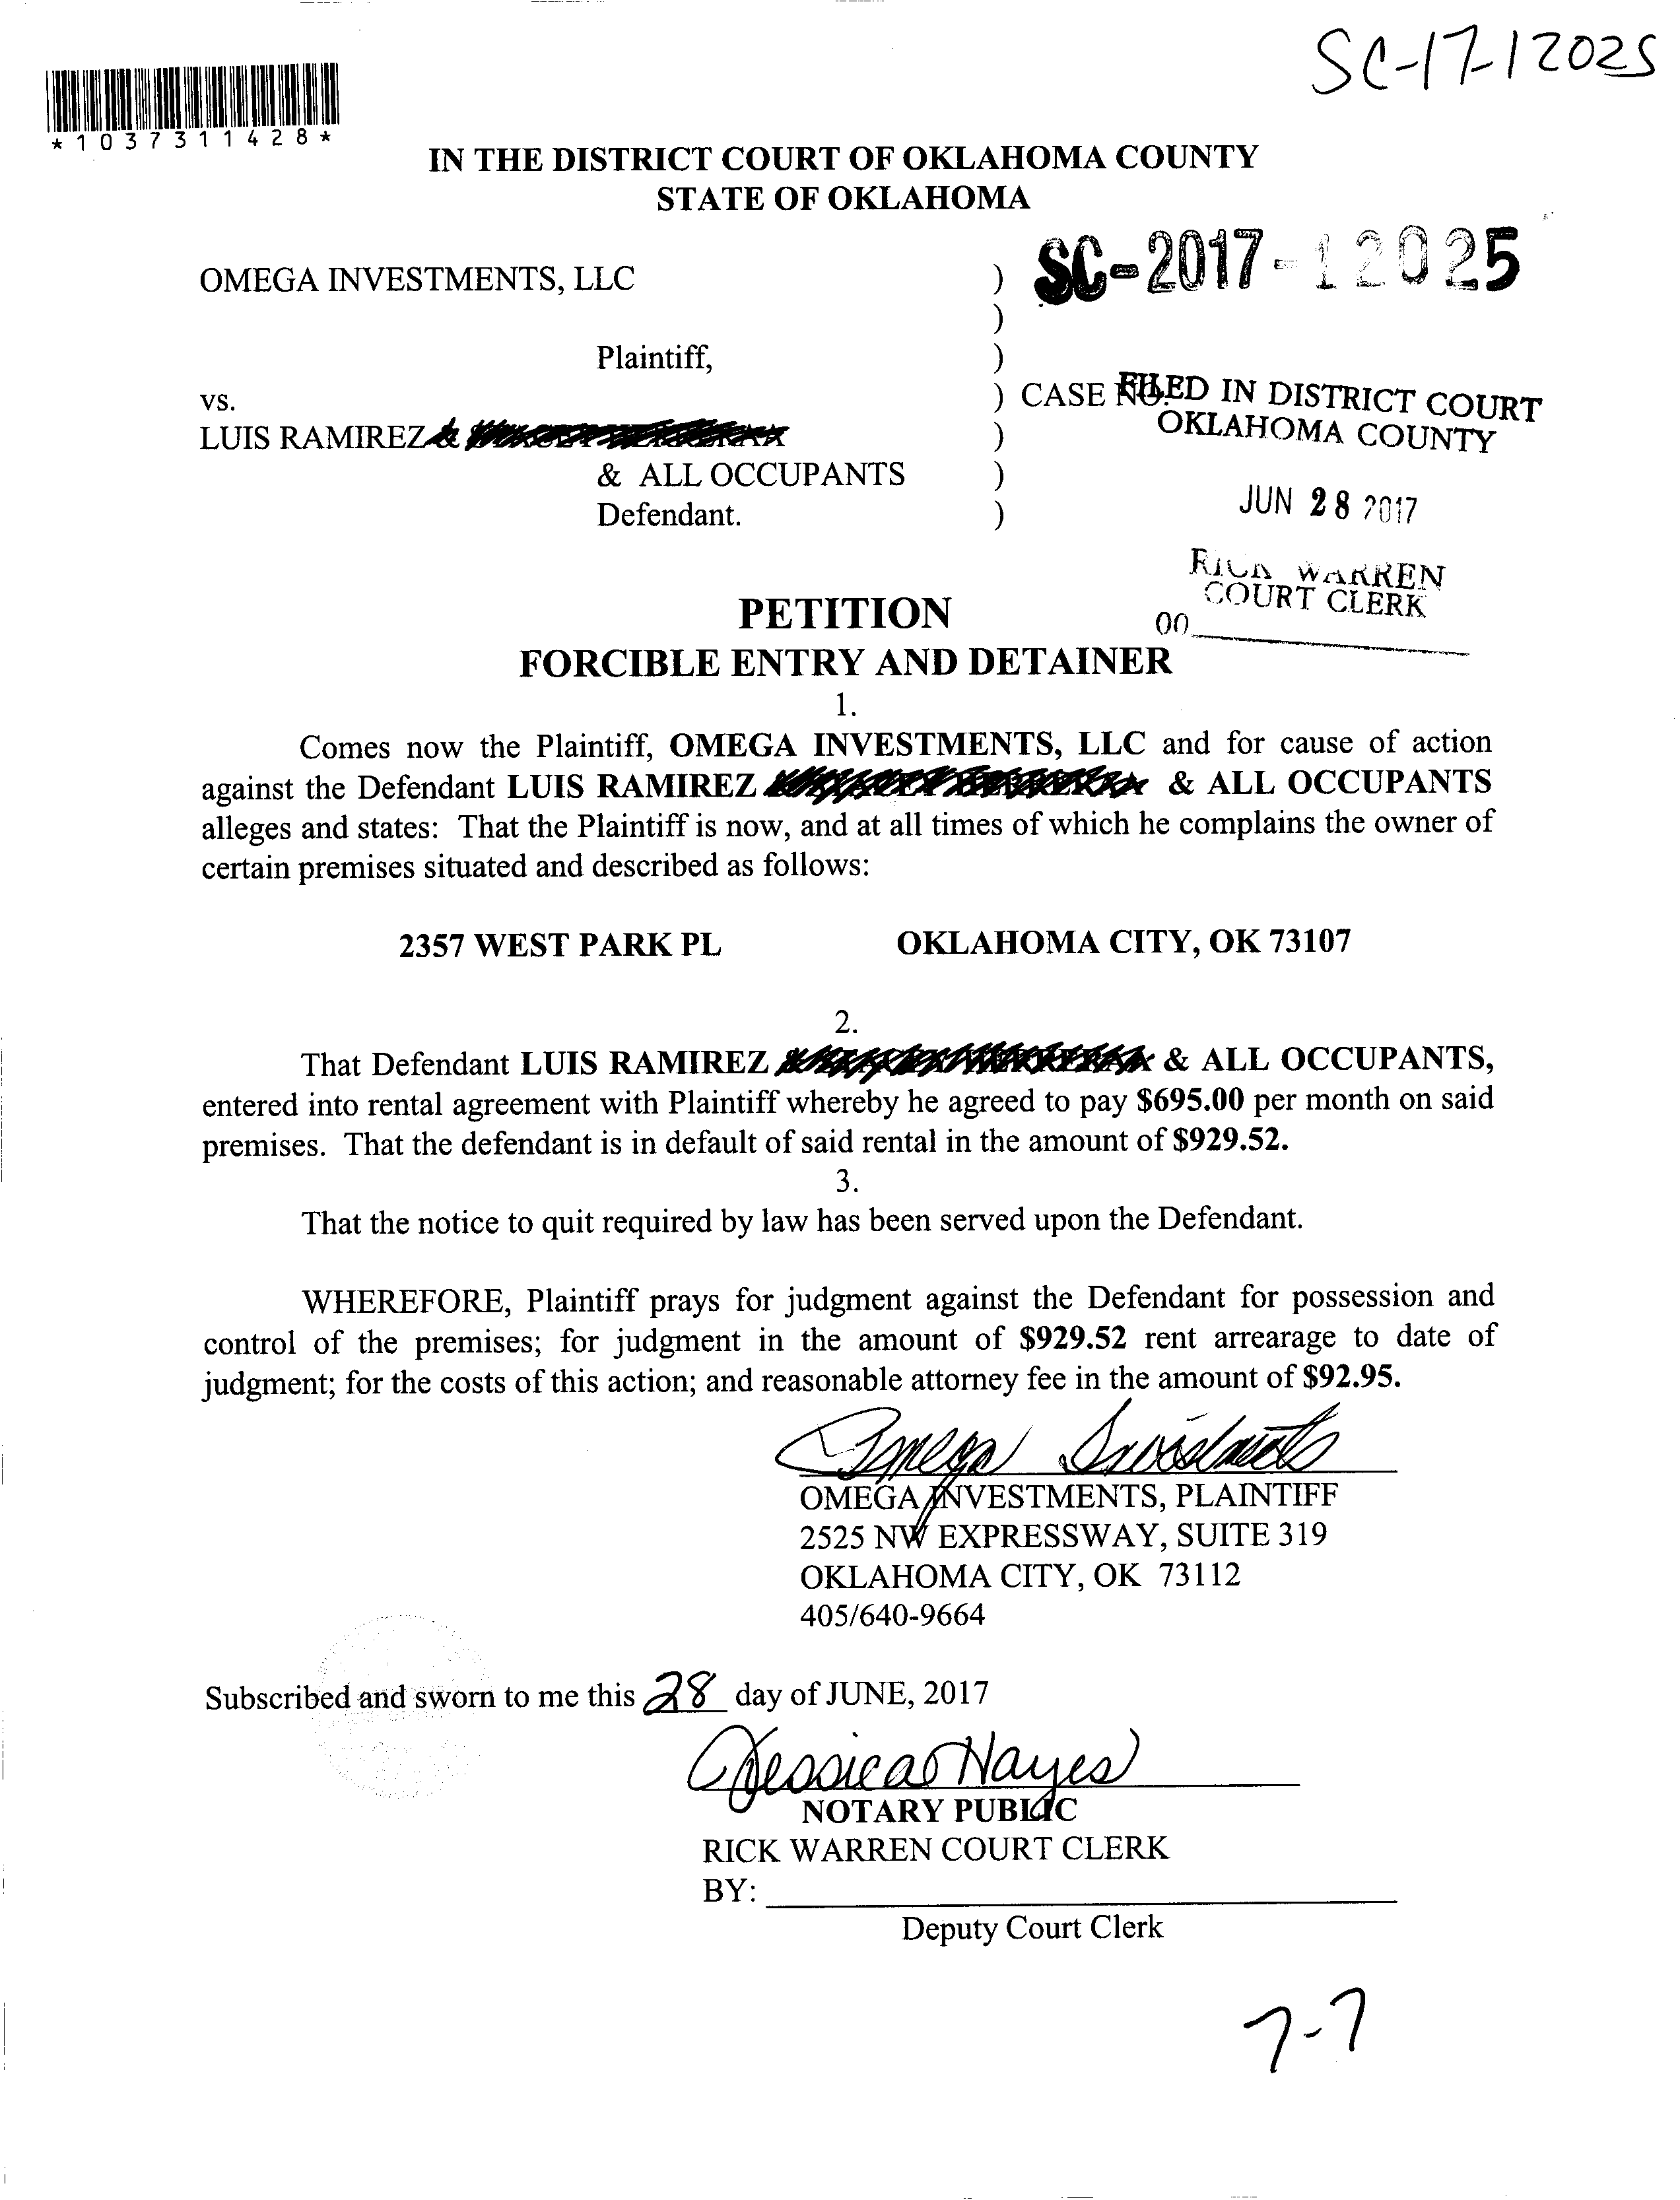 SC-17-12025
*1037311428*
IN THE DISTRICT COURT OF OKLAHOMA COUNTY
STATE OF OKLAHOMA
SC-2017-12025
OMEGA INVESTMENTS, LLC )
)
Plaintiff, )
vs. ) CASE NO.
FILED IN DISTRICT COURT
OKLAHOMA COUNTY
LUIS RAMIREZ & )
& ALL OCCUPANTS )
Defendant. )
JUN 28 2017
RICK WARREN
COURT CLERK
00
PETITION
FORCIBLE ENTRY AND DETAINER
1.
Comes now the Plaintiff, OMEGA INVESTMENTS, LLC and for cause of action
against the Defendant LUIS RAMIREZ & ALL OCCUPANTS
alleges and states: That the Plaintiff is now, and at all times of which he complains the owner of
certain premises situated and described as follows:
2357 WEST PARK PL OKLAHOMA CITY, OK 73107
2.
That Defendant LUIS RAMIREZ & ALL OCCUPANTS,
entered into rental agreement with Plaintiff whereby he agreed to pay $695.00 per month on said
premises. That the defendant is in default of said rental in the amount of $929.52.
3.
That the notice to quit required by law has been served upon the Defendant.
WHEREFORE, Plaintiff prays for judgment against the Defendant for possession and
control of the premises; for judgment in the amount of $929.52 rent arrearage to date of
judgment; for the costs of this action; and reasonable attorney fee in the amount of $92.95.
Omega Investments
OMEGA INVESTMENTS, PLAINTIFF
2525 NW EXPRESSWAY, SUITE 319
OKLAHOMA CITY, OK 73112
405/640-9664
Subscribed and sworn to me this 28 day of JUNE, 2017
Jessica Hayes
NOTARY PUBLIC
RICK WARREN COURT CLERK
BY:
Deputy Court Clerk
7-7